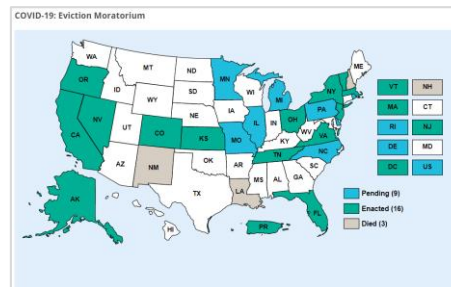 COVID-19: Eviction Moratorium
WA
MT
ND
MN
ME
OR
ID
SD
WI
MI
NY
WY
IA
NE
PA
NV
UT
IL
IN
OH
CO
KS
MO
KY
WV
VA
CA
TN
NC
AZ
NM
OK
AR
SC
MS
AL
GA
TX
LA
FL
AK
HI
PR
VT NH
MA CT
RI NJ
DE MD
DC US
Pending (9)
Enacted (16)
Died (3)